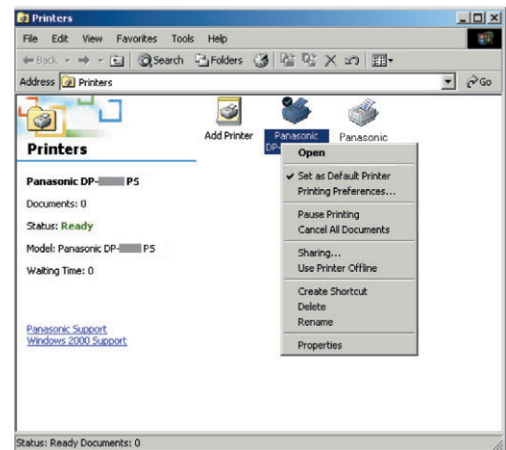 Printers
File Edit View Favorites Tools Help
Back Search Folders
Address Printers Go
Printers
Panasonic DP- PS
Documents: 0
Status: Ready
Model: Panasonic DP- PS
Waiting Time: 0
Panasonic Support
Windows 2000 Support
Add Printer
Panasonic
DP-
Panasonic
Open
Set as Default Printer
Printing Preferences...
Pause Printing
Cancel All Documents
Sharing...
Use Printer Offline
Create Shortcut
Delete
Rename
Properties
Status: Ready Documents: 0